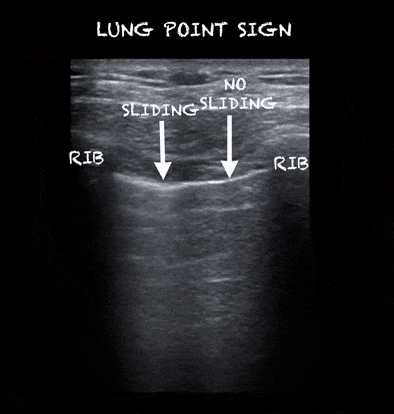 LUNG POINT SIGN
NO
SLIDING SLIDING
RIB RIB